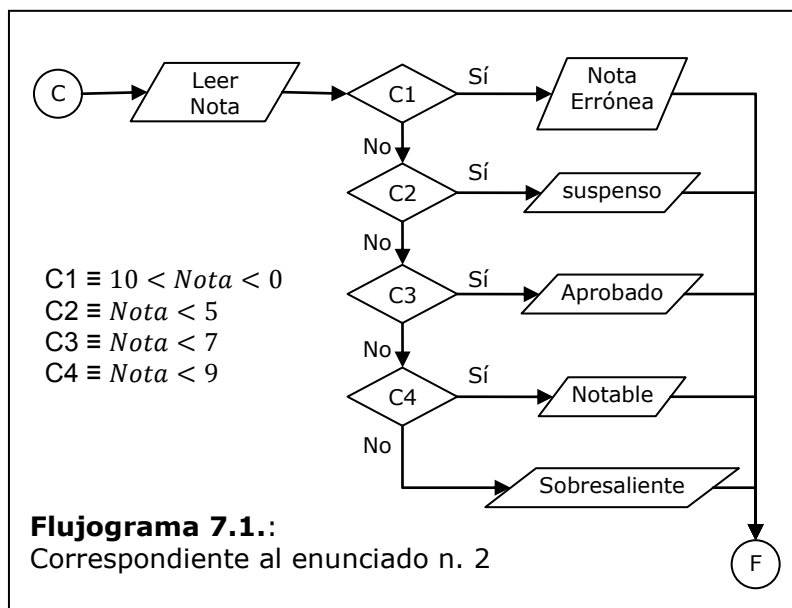 C
Leer
Nota
C1
Sí
Nota
Errónea
No
C2
Sí
suspenso
No
C3
Sí
Aprobado
No
C4
Sí
Notable
No
Sobresaliente
C1 ≡ 10 < Nota < 0
C2 ≡ Nota < 5
C3 ≡ Nota < 7
C4 ≡ Nota < 9
Flujograma 7.1.:
Correspondiente al enunciado n. 2
F